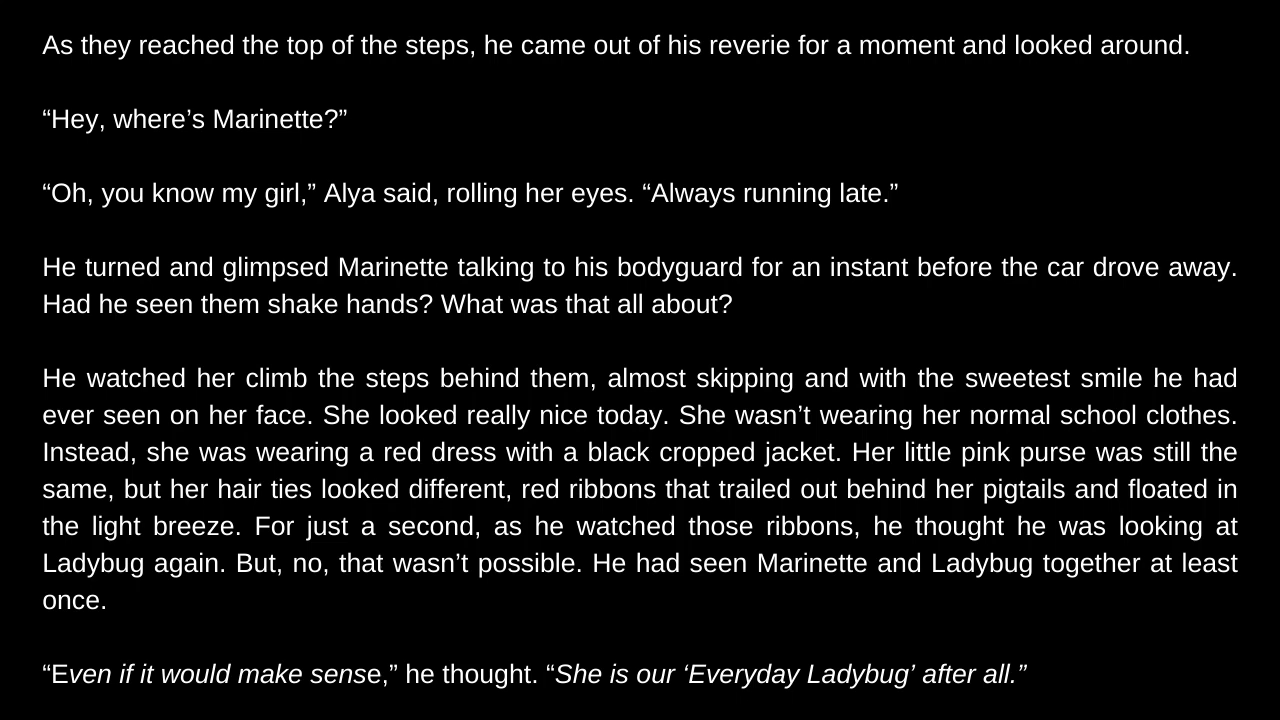 As they reached the top of the steps, he came out of his reverie for a moment and looked around.
“Hey, where’s Marinette?”
“Oh, you know my girl,” Alya said, rolling her eyes. “Always running late.”
He turned and glimpsed Marinette talking to his bodyguard for an instant before the car drove away.
Had he seen them shake hands? What was that all about?
He watched her climb the steps behind them, almost skipping and with the sweetest smile he had
ever seen on her face. She looked really nice today. She wasn’t wearing her normal school clothes.
Instead, she was wearing a red dress with a black cropped jacket. Her little pink purse was still the
same, but her hair ties looked different, red ribbons that trailed out behind her pigtails and floated in
the light breeze. For just a second, as he watched those ribbons, he thought he was looking at
Ladybug again. But, no, that wasn’t possible. He had seen Marinette and Ladybug together at least
once.
“Even if it would make sense,” he thought. “She is our ‘Everyday Ladybug’ after all.”